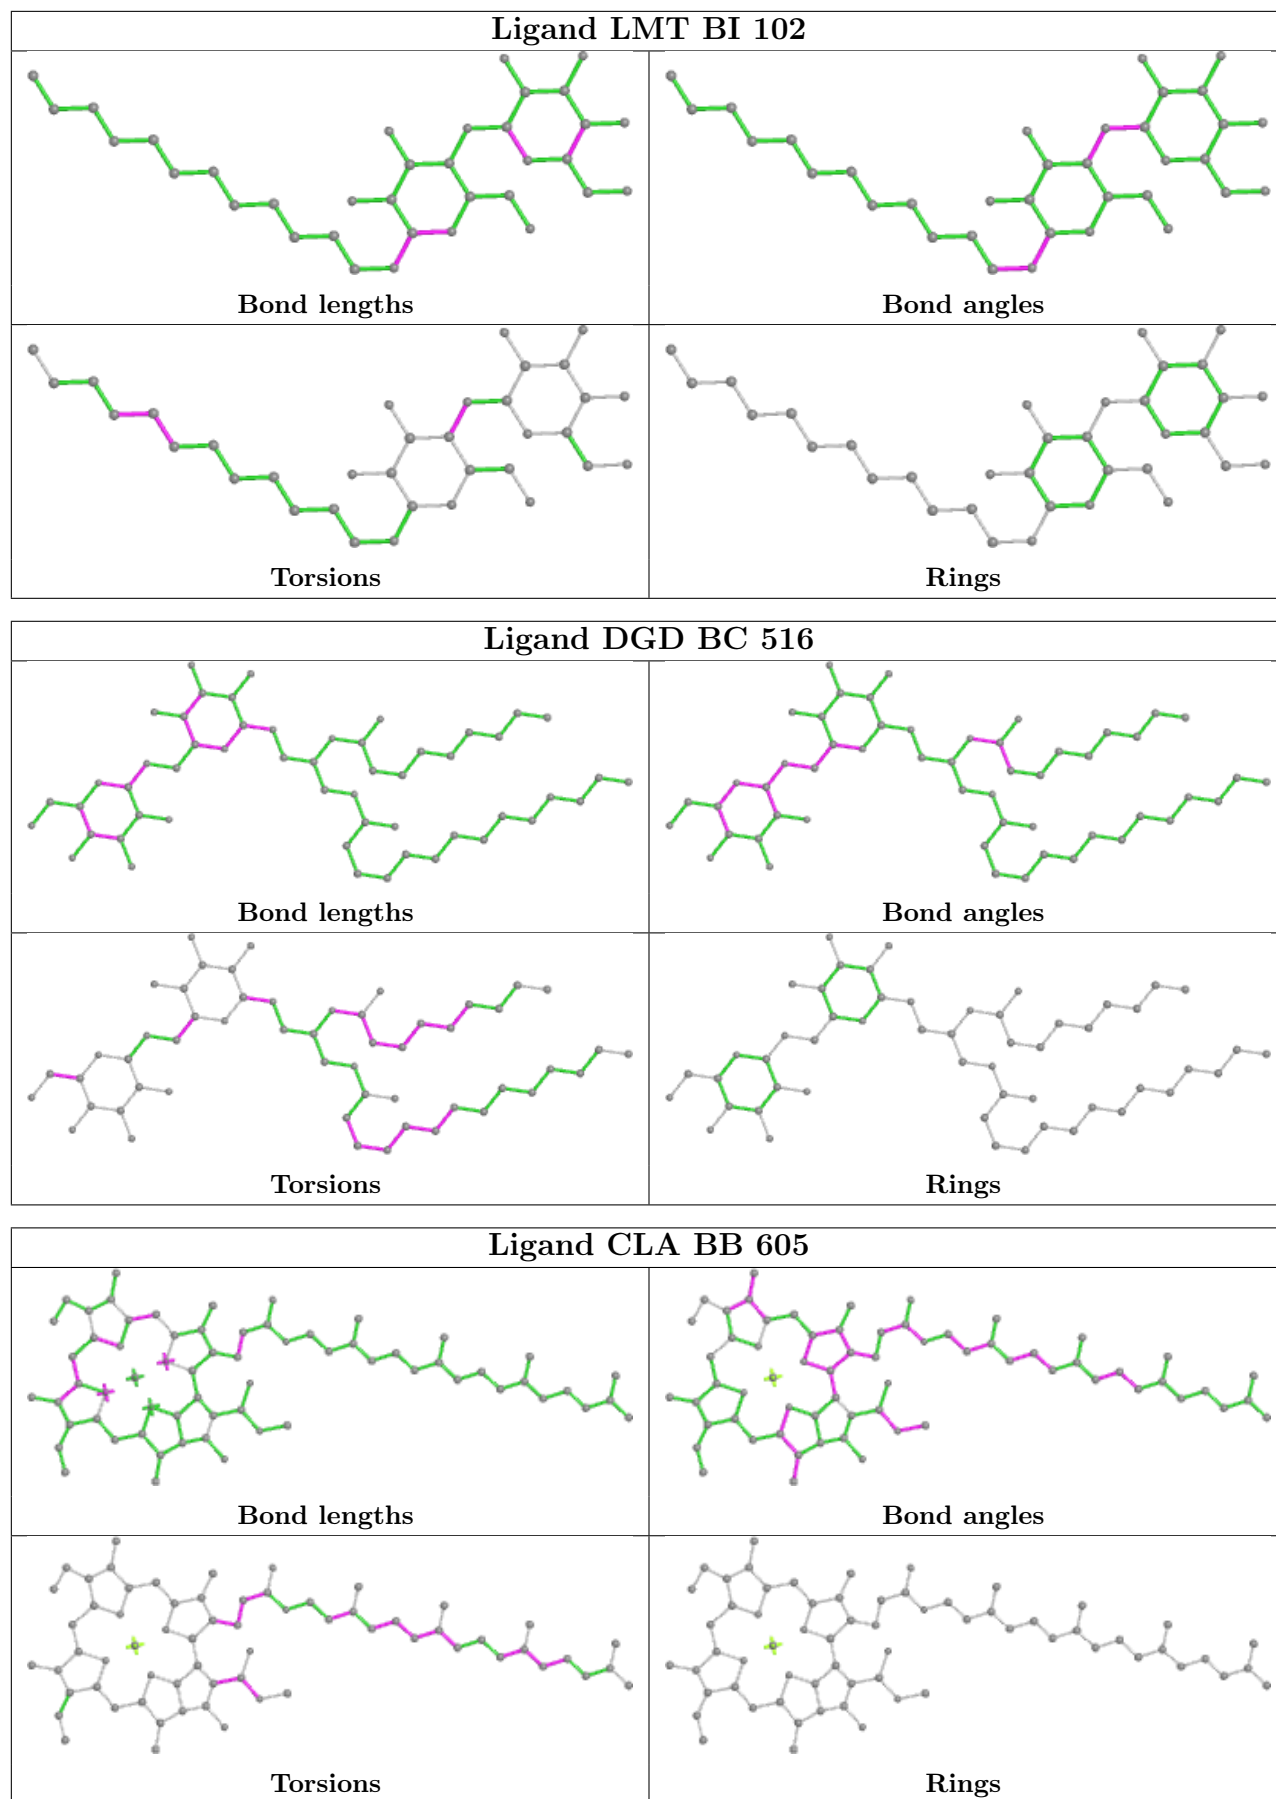 Ligand LMT BI 102
Bond lengths
Bond angles
Torsions
Rings
Ligand DGD BC 516
Bond lengths
Bond angles
Torsions
Rings
Ligand CLA BB 605
Bond lengths
Bond angles
Torsions
Rings